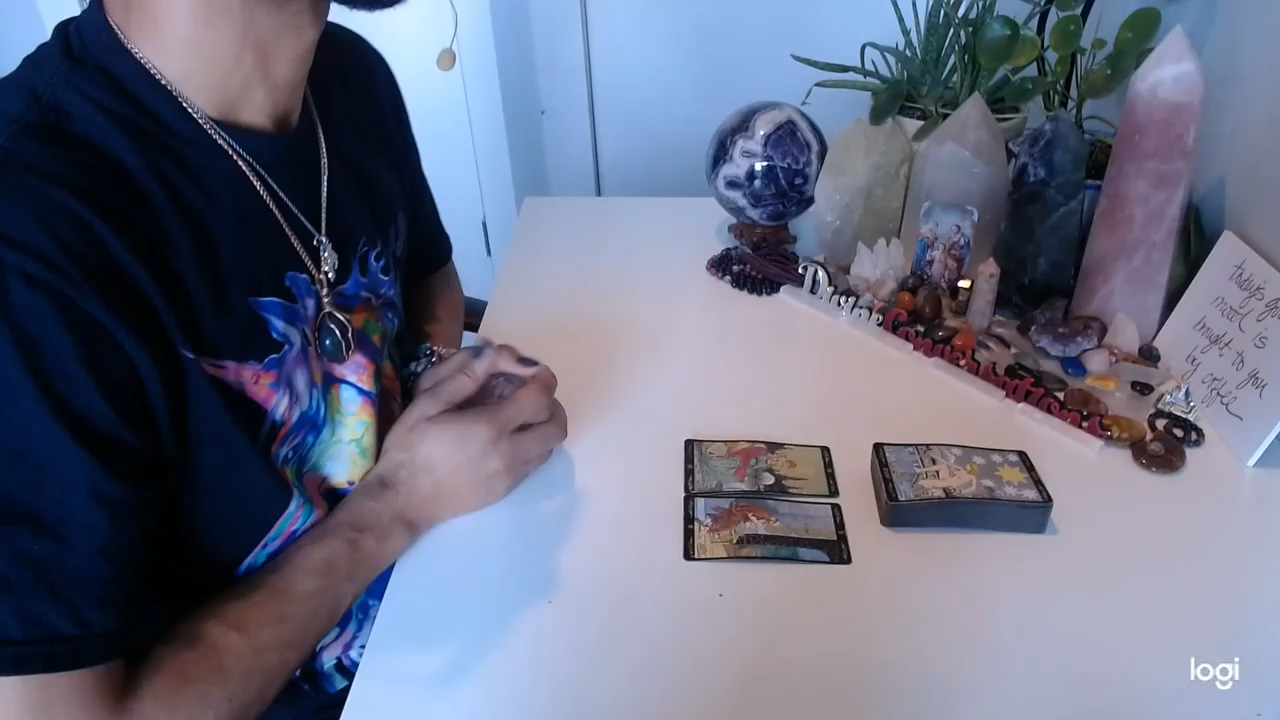 Divine Conversations
today's good
mood is
brought to you
by coffee
logi